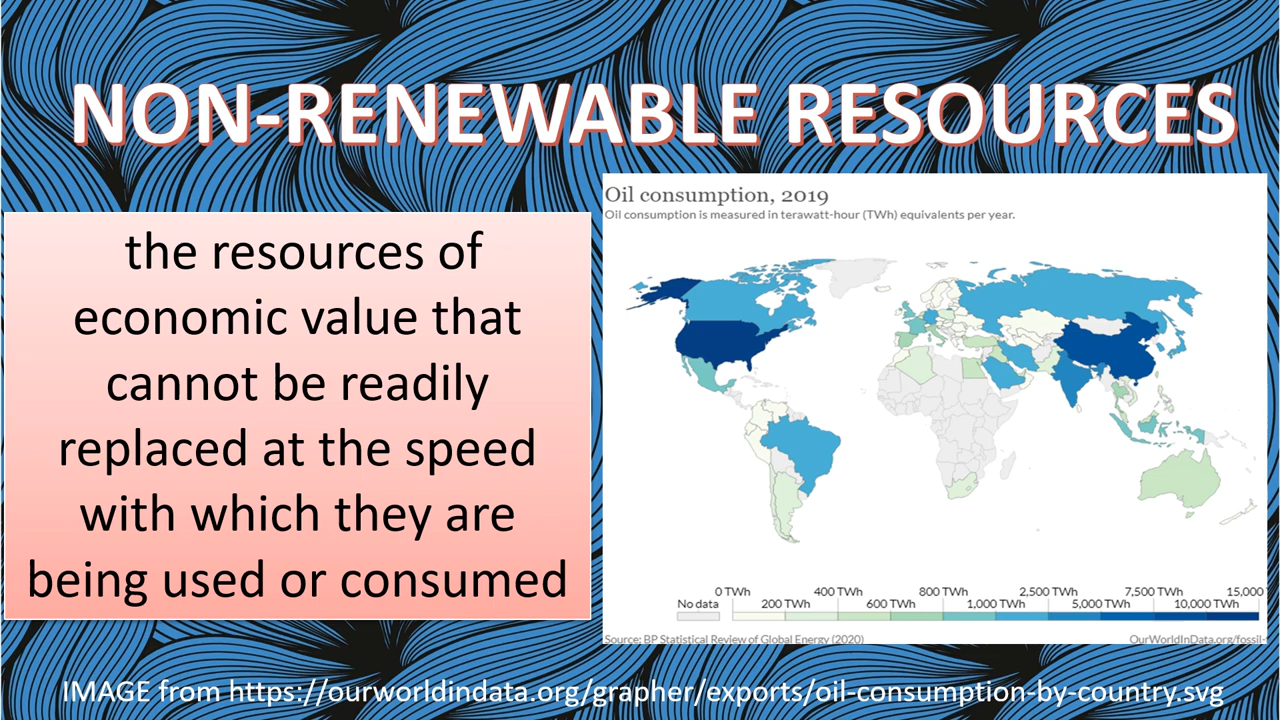 NON-RENEWABLE RESOURCES
the resources of
economic value that
cannot be readily
replaced at the speed
with which they are
being used or consumed
Oil consumption, 2019
Oil consumption is measured in terawatt-hour (TWh) equivalents per year.
0 TWh 400 TWh 800 TWh 2,500 TWh 7,500 TWh 15,000
No data 200 TWh 600 TWh 1,000 TWh 5,000 TWh 10,000 TWh
Source: BP Statistical Review of Global Energy (2020) OurWorldInData.org/fossil-
IMAGE from https://ourworldindata.org/grapher/exports/oil-consumption-by-country.svg